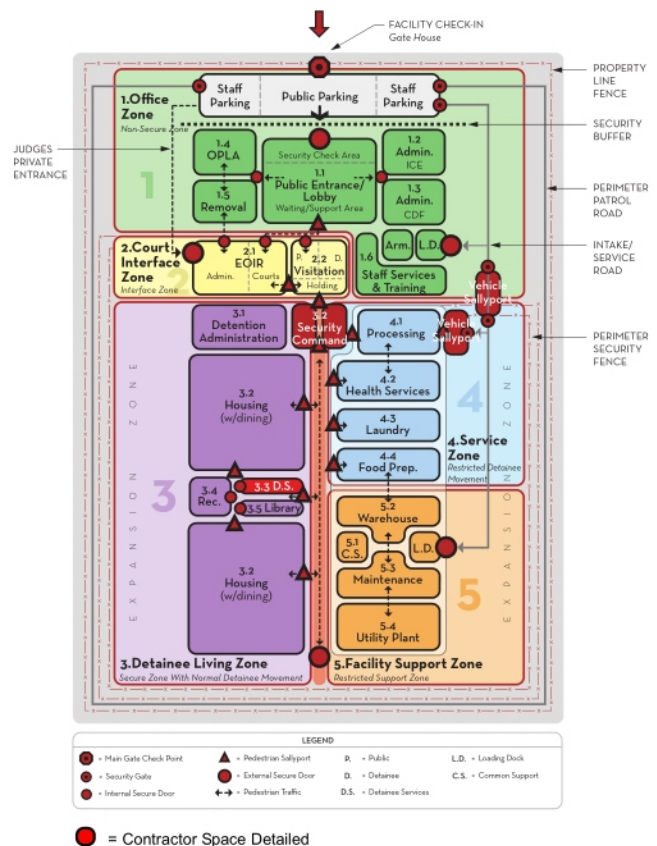 FACILITY CHECK-IN
Gate House
PROPERTY
LINE
FENCE
SECURITY
BUFFER
JUDGES
PRIVATE
ENTRANCE
PERIMETER
PATROL
ROAD
INTAKE/
SERVICE
ROAD
PERIMETER
SECURITY
FENCE
1.Office
Zone
Non-Secure Zone
1
Staff
Parking
Public Parking
Staff
Parking
1.4
OPLA
1.5
Removal
Security Check Area
1.1
Public Entrance/
Lobby
Waiting/Support Area
1.2
Admin.
ICE
1.3
Admin.
CDF
1.6
Arm.
L.D.
Staff Services
& Training
2.Court
Interface
Zone
Interface Zone
2
2.1
EOIR
Admin.
Courts
P.
D.
2.2
Visitation
Holding
Vehicle
Sallyport
Vehicle
Sallyport
3.1
Detention
Administration
3.2
Security
Command
3.2
Housing
(w/dining)
3.4
Rec.
3.3 D.S.
3.5 Library
3.2
Housing
(w/dining)
EXPANSION ZONE
3
3.Detainee Living Zone
Secure Zone With Normal Detainee Movement
4.1
Processing
4.2
Health Services
4.3
Laundry
4.4
Food Prep.
4
4.Service
Zone
Restricted Detainee
Movement
EXPANSION ZONE
5.2
Warehouse
5.1
C.S.
L.D.
5.3
Maintenance
5.4
Utility Plant
5
5.Facility Support Zone
Restricted Support Zone
LEGEND
= Main Gate Check Point
= Pedestrian Sallyport
P. = Public
L.D. = Loading Dock
= Security Gate
= External Secure Door
D. = Detainee
C.S. = Common Support
= Internal Secure Door
= Pedestrian Traffic
D.S. = Detainee Services
= Contractor Space Detailed